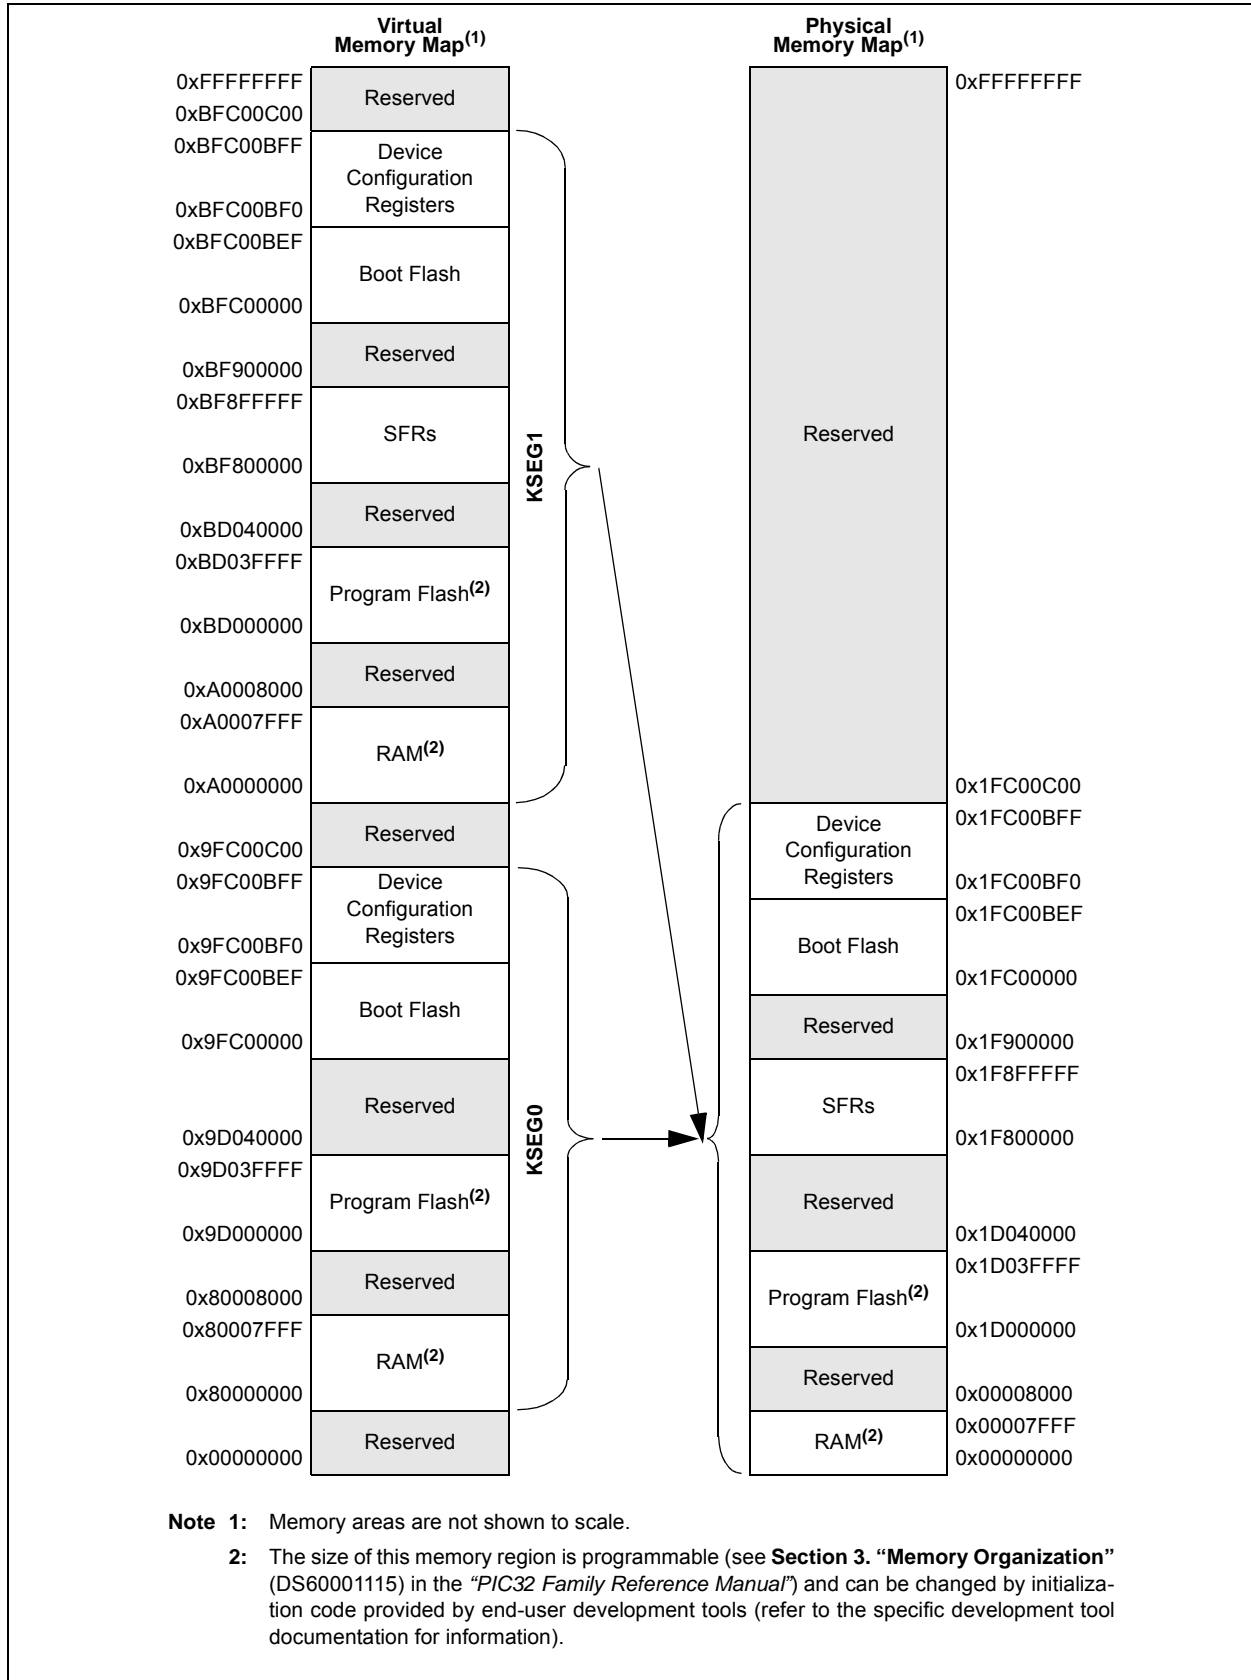 Virtual
Memory Map(1)
Physical
Memory Map(1)
0xFFFFFFFF
Reserved
0xBFC00C00
0xBFC00BFF
Device
Configuration
Registers
0xBFC00BF0
0xBFC00BEF
Boot Flash
0xBFC00000
Reserved
0xBF900000
0xBF8FFFFF
SFRs
0xBF800000
Reserved
0xBD040000
0xBD03FFFF
Program Flash(2)
0xBD000000
Reserved
0xA0008000
0xA0007FFF
RAM(2)
0xA0000000
KSEG1
Reserved
0x9FC00C00
0x9FC00BFF
Device
Configuration
Registers
0x9FC00BF0
0x9FC00BEF
Boot Flash
0x9FC00000
Reserved
0x9D040000
0x9D03FFFF
Program Flash(2)
0x9D000000
Reserved
0x80008000
0x80007FFF
RAM(2)
0x80000000
KSEG0
Reserved
0x00000000
0xFFFFFFFF
Reserved
0x1FC00C00
0x1FC00BFF
Device
Configuration
Registers
0x1FC00BF0
0x1FC00BEF
Boot Flash
0x1FC00000
Reserved
0x1F900000
0x1F8FFFFF
SFRs
0x1F800000
Reserved
0x1D040000
0x1D03FFFF
Program Flash(2)
0x1D000000
Reserved
0x00008000
0x00007FFF
RAM(2)
0x00000000
Note 1: Memory areas are not shown to scale.
2: The size of this memory region is programmable (see Section 3. “Memory Organization”
(DS60001115) in the “PIC32 Family Reference Manual”) and can be changed by initializa-
tion code provided by end-user development tools (refer to the specific development tool
documentation for information).